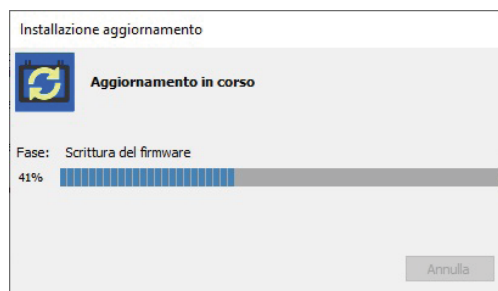 Installazione aggiornamento
Aggiornamento in corso
Fase: Scrittura del firmware
41%
Annulla